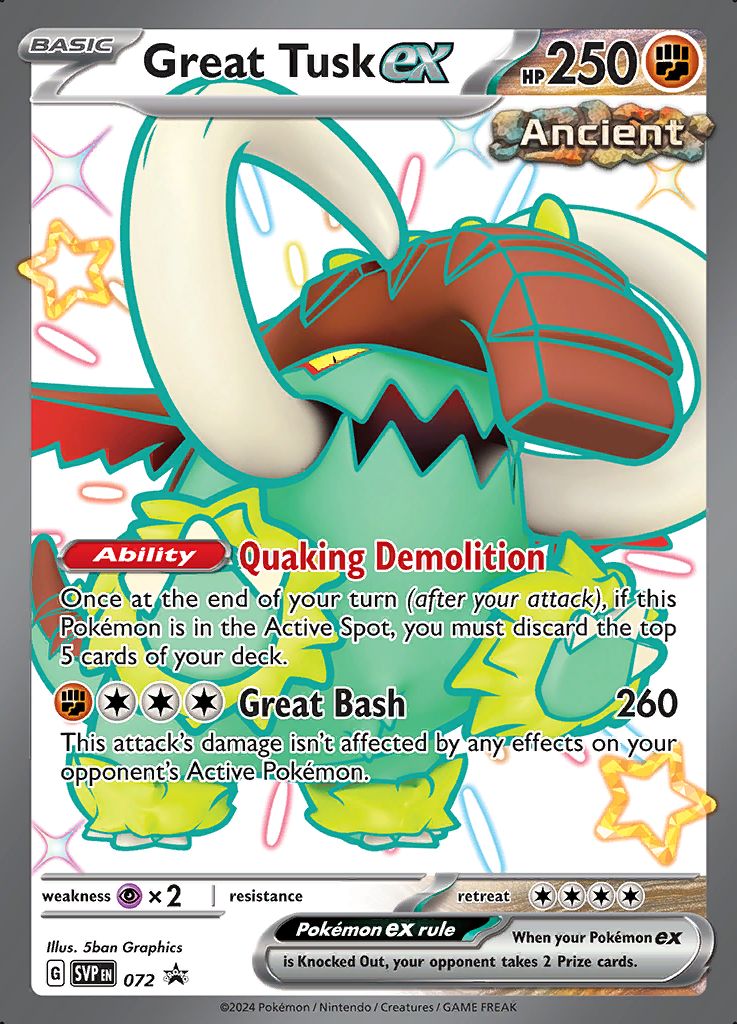 BASIC
Great Tusk ex
HP 250
Ancient
Ability Quaking Demolition
Once at the end of your turn (after your attack), if this
Pokémon is in the Active Spot, you must discard the top
5 cards of your deck.
Great Bash 260
This attack's damage isn't affected by any effects on your
opponent's Active Pokémon.
weakness ×2 resistance retreat
Pokémon ex rule When your Pokémon ex
is Knocked Out, your opponent takes 2 Prize cards.
Illus. 5ban Graphics
G SVP EN 072
©2024 Pokémon / Nintendo / Creatures / GAME FREAK